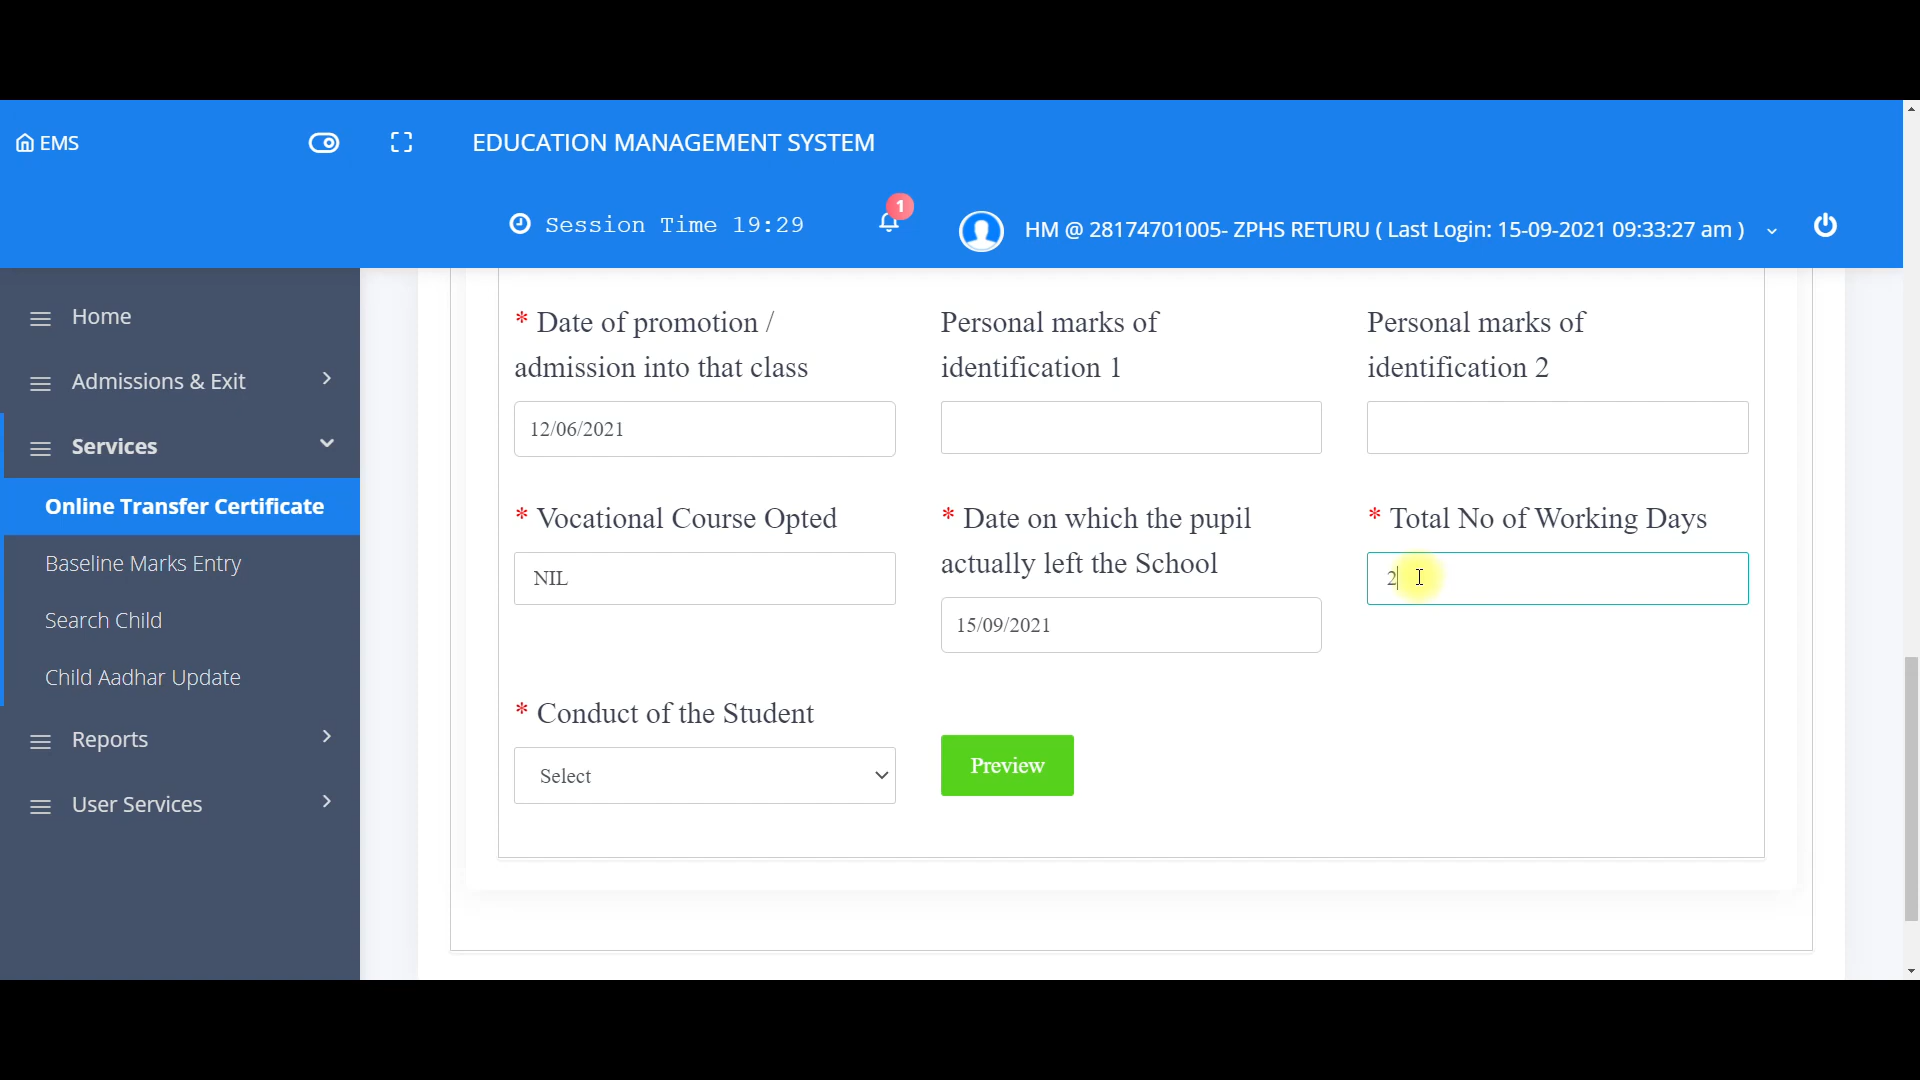 EMS
EDUCATION MANAGEMENT SYSTEM
Session Time 19:29
1
HM @ 28174701005- ZPHS RETURU ( Last Login: 15-09-2021 09:33:27 am )
Home
Admissions & Exit
Services
Online Transfer Certificate
Baseline Marks Entry
Search Child
Child Aadhar Update
Reports
User Services
* Date of promotion /
admission into that class
12/06/2021
Personal marks of
identification 1
Personal marks of
identification 2
* Vocational Course Opted
NIL
* Date on which the pupil
actually left the School
15/09/2021
* Total No of Working Days
2
* Conduct of the Student
Select
Preview